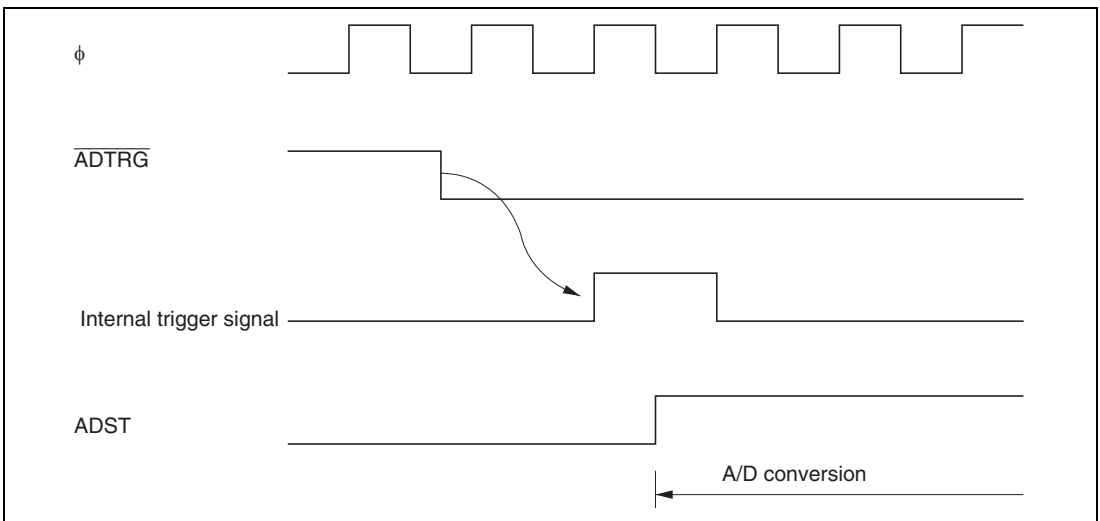 ϕ
ADTRG
Internal trigger signal
ADST
A/D conversion